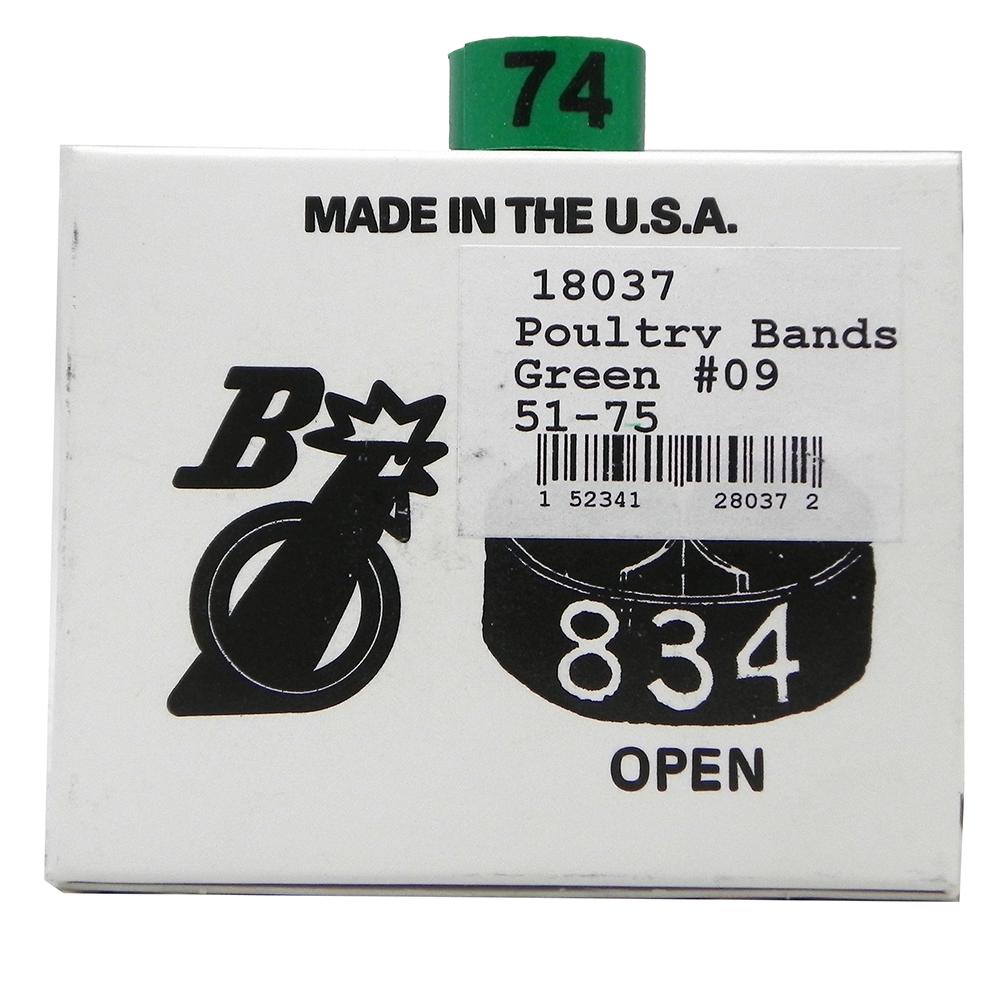 74
MADE IN THE U.S.A.
18037
Poultry Bands
Green #09
51-75
1 52341 28037 2
B
834
OPEN